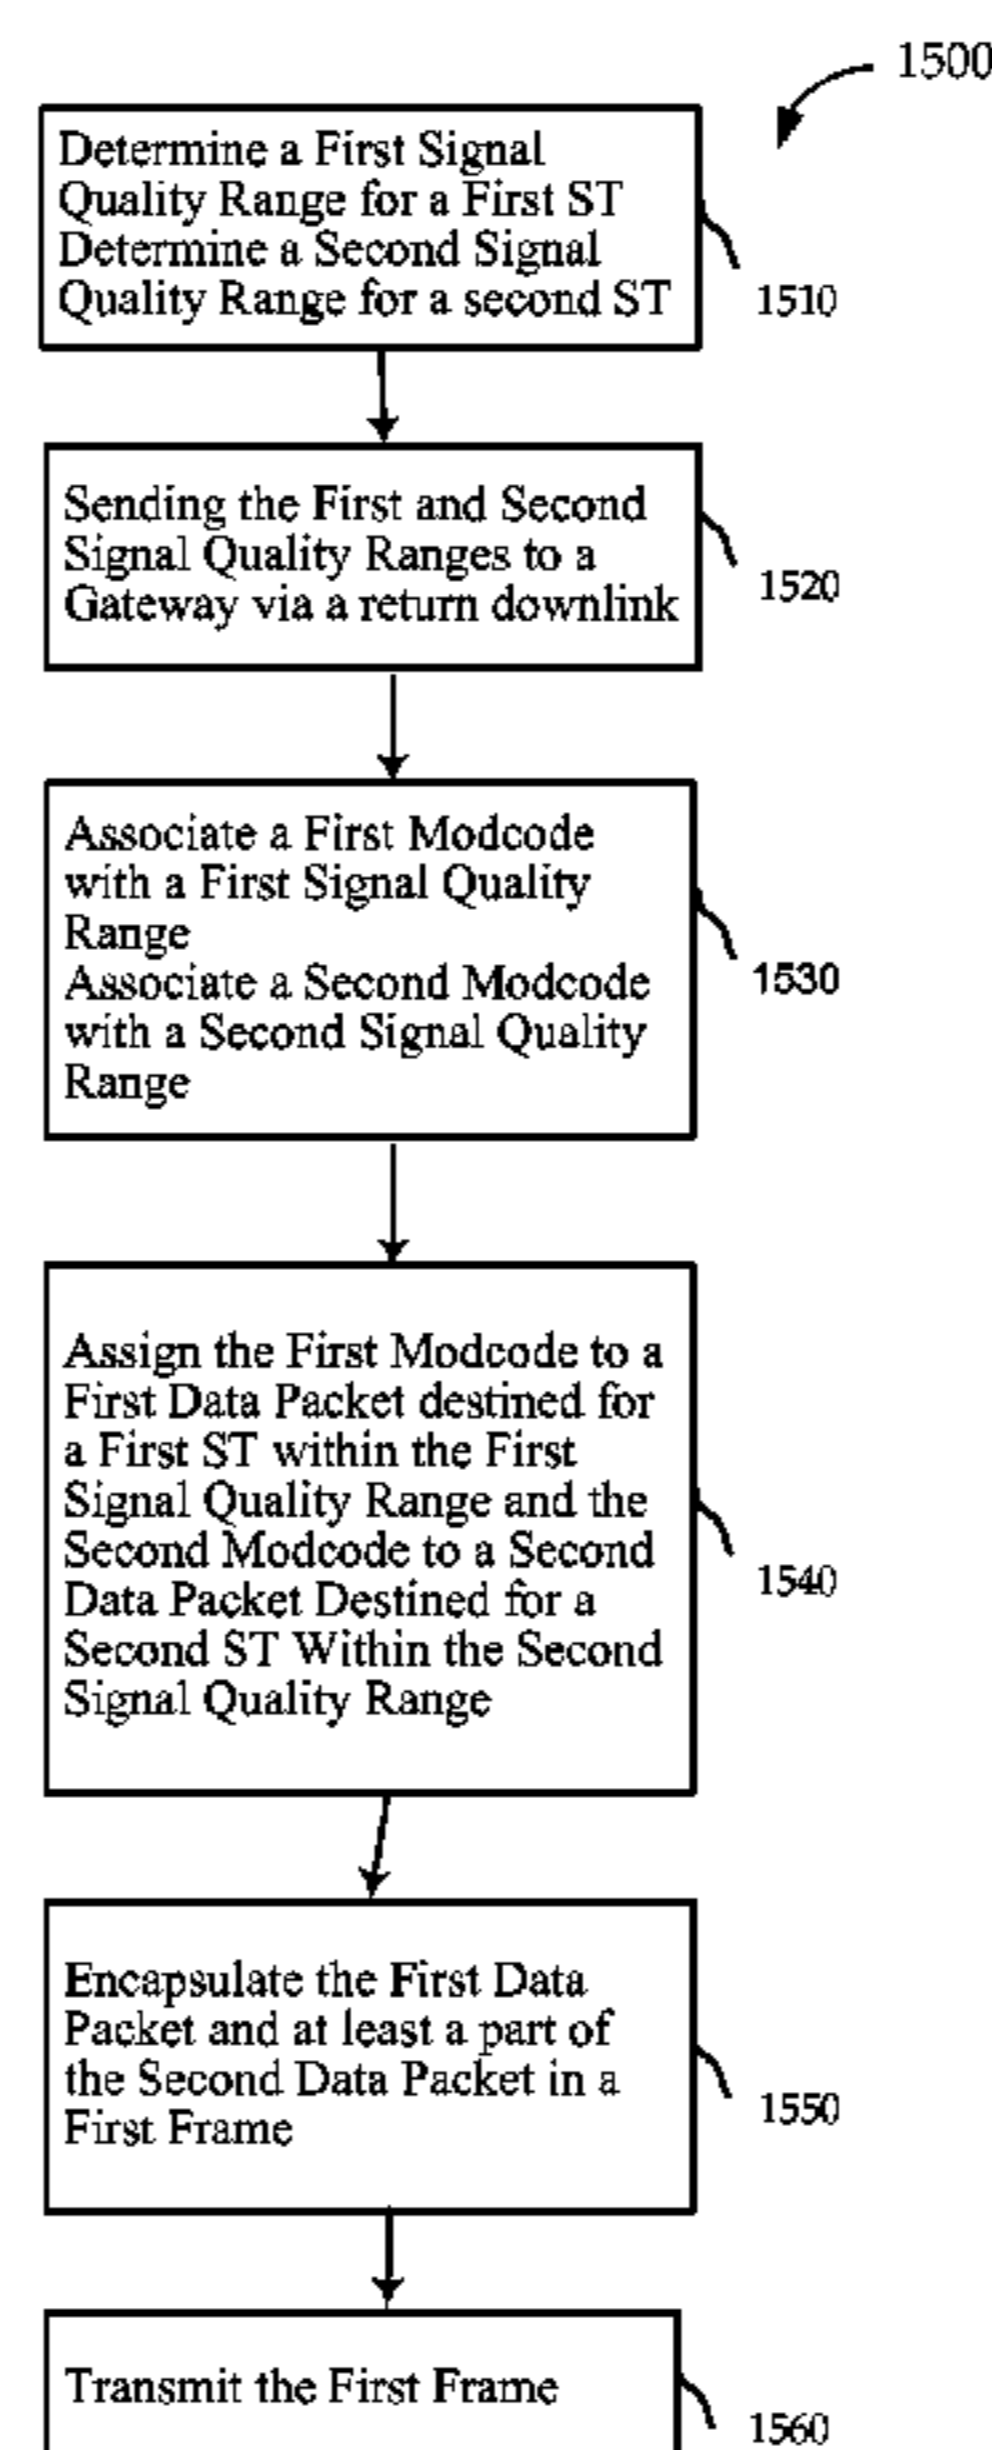 1500
Determine a First Signal
Quality Range for a First ST
Determine a Second Signal
Quality Range for a second ST
1510
Sending the First and Second
Signal Quality Ranges to a
Gateway via a return downlink
1520
Associate a First Modcode
with a First Signal Quality
Range
Associate a Second Modcode
with a Second Signal Quality
Range
1530
Assign the First Modcode to a
First Data Packet destined for
a First ST within the First
Signal Quality Range and the
Second Modcode to a Second
Data Packet Destined for a
Second ST Within the Second
Signal Quality Range
1540
Encapsulate the First Data
Packet and at least a part of
the Second Data Packet in a
First Frame
1550
Transmit the First Frame
1560